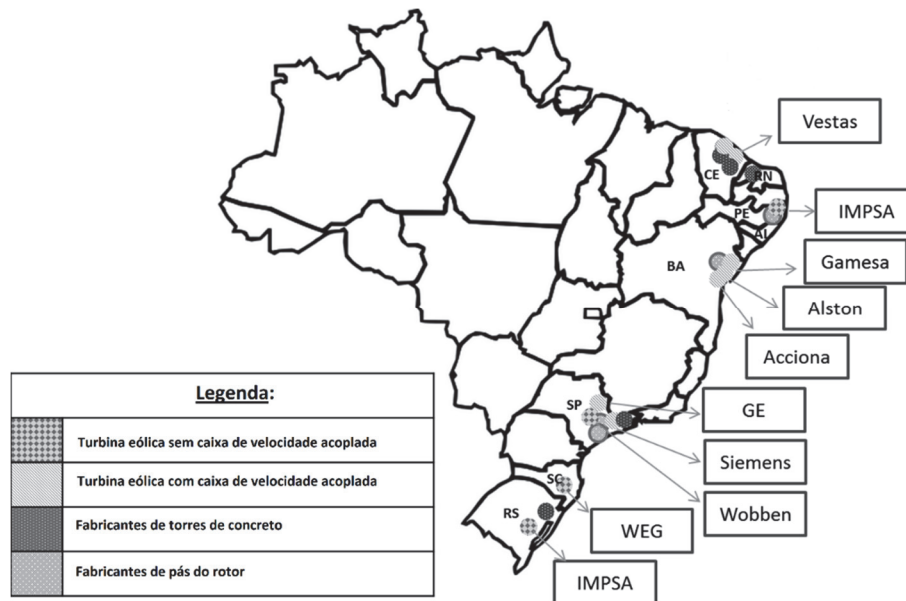 Vestas
CE
RN
PE
IMPSA
AL
BA
Gamesa
Alston
Acciona
Legenda:
SP
GE
Turbina eólica sem caixa de velocidade acoplada
Siemens
Turbina eólica com caixa de velocidade acoplada
SC
Wobben
RS
Fabricantes de torres de concreto
WEG
Fabricantes de pás do rotor
IMPSA